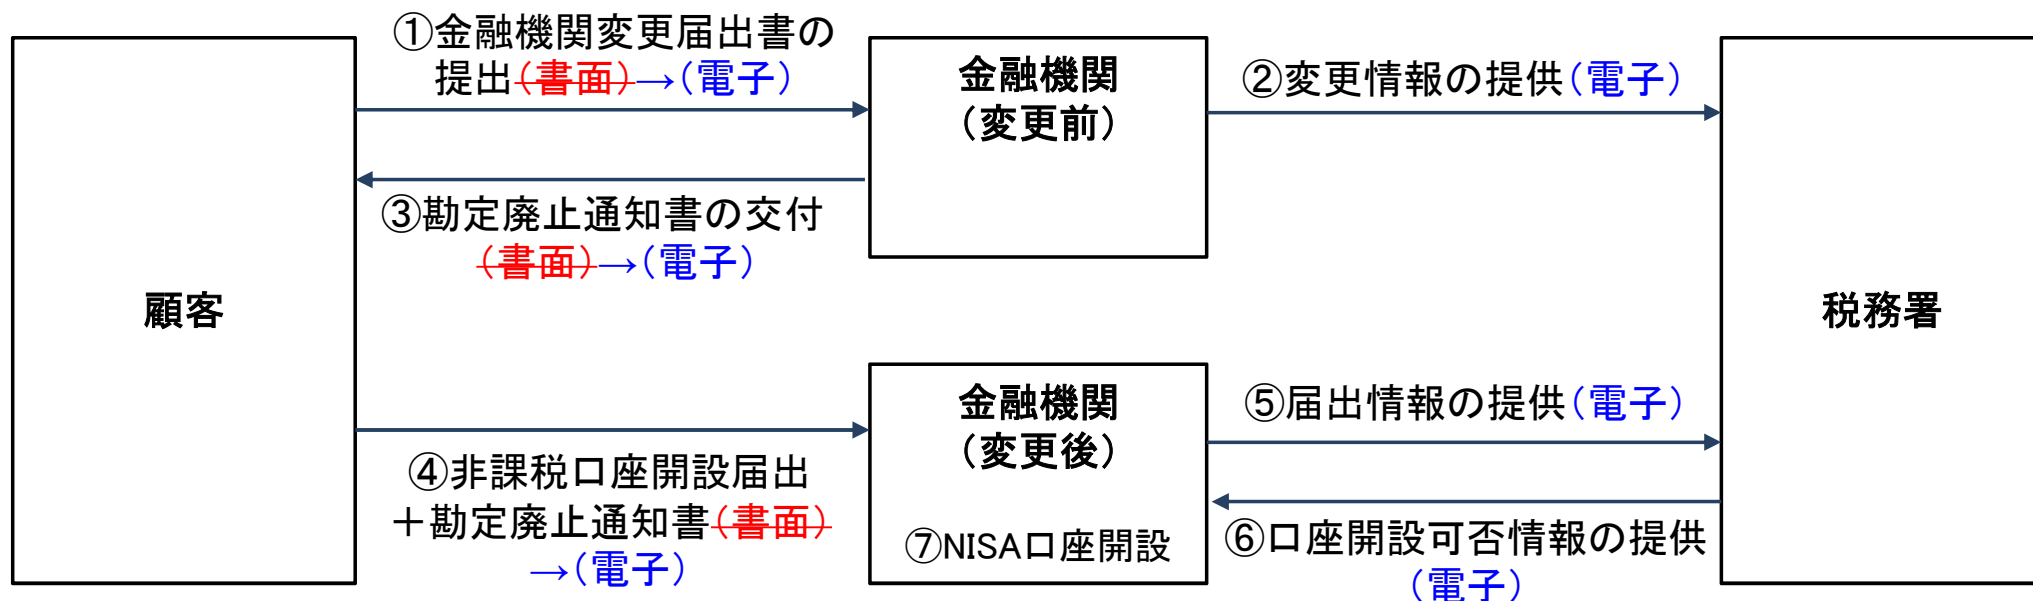 ①金融機関変更届出書の
提出(書面)→(電子)
金融機関
(変更前)
②変更情報の提供(電子)
③勘定廃止通知書の交付
(書面)→(電子)
顧客
税務署
金融機関
(変更後)
⑤届出情報の提供(電子)
④非課税口座開設届出
＋勘定廃止通知書(書面)
→(電子)
⑦NISA口座開設
⑥口座開設可否情報の提供
(電子)